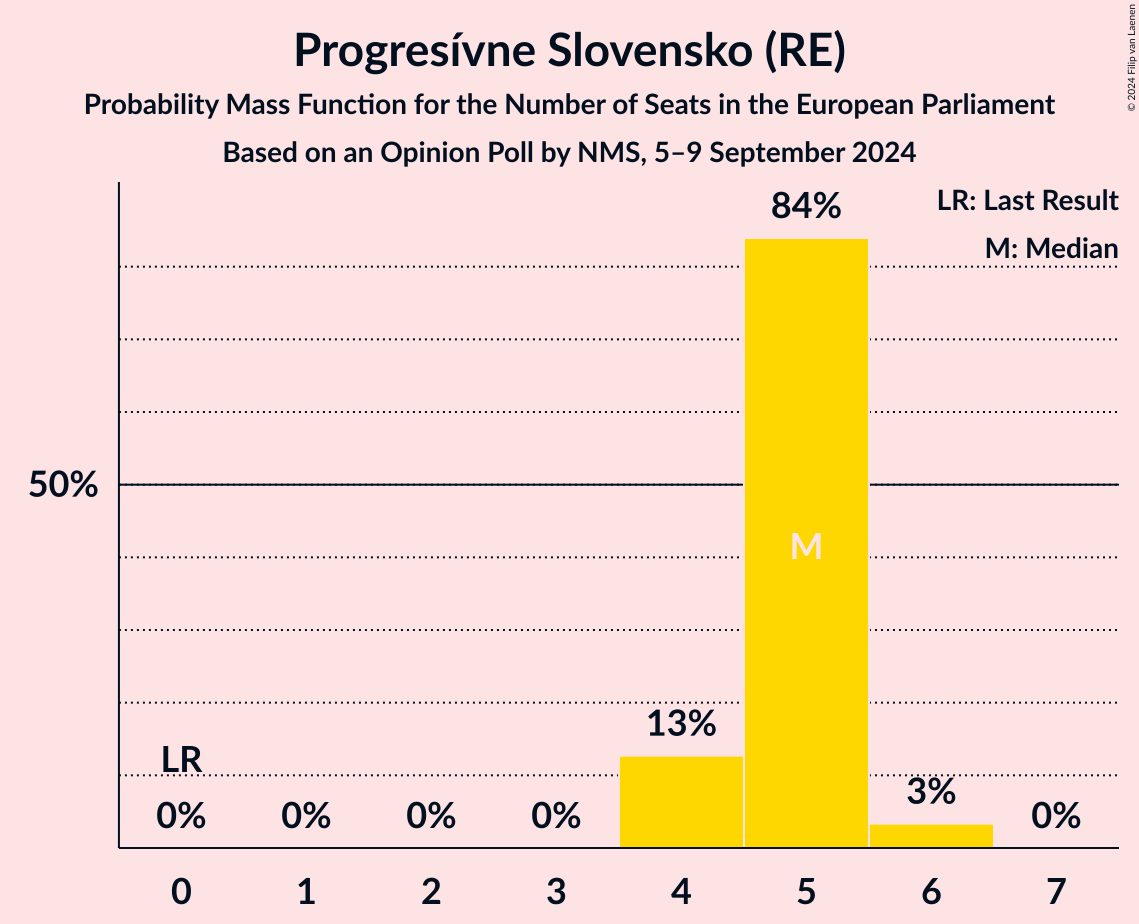 Progresívne Slovensko (RE)
Probability Mass Function for the Number of Seats in the European Parliament
Based on an Opinion Poll by NMS, 5–9 September 2024
© 2024 Filip van Laenen
LR: Last Result
M: Median
84%
50%
M
13%
LR
3%
0% 0% 0% 0% 0%
0 1 2 3 4 5 6 7